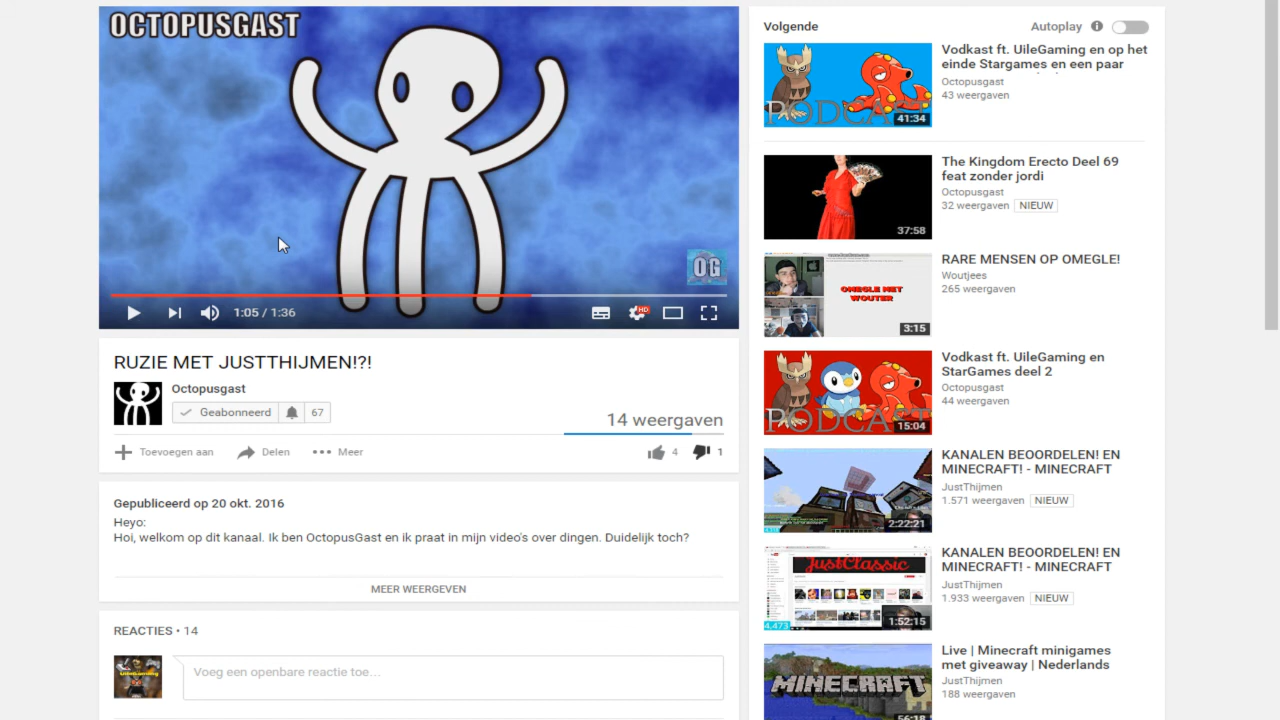 OCTOPUSGAST
OG
1:05 / 1:36
HD
RUZIE MET JUSTTHIJMEN!?!
Octopusgast
Geabonneerd
67
14 weergaven
Toevoegen aan
Delen
Meer
4
1
Gepubliceerd op 20 okt. 2016
Heyo:
Hoi, welkom op dit kanaal. Ik ben OctopusGast en ik praat in mijn video's over dingen. Duidelijk toch?
MEER WEERGEVEN
REACTIES • 14
Voeg een openbare reactie toe...
Volgende
Autoplay
PODCA
41:34
Vodkast ft. UileGaming en op het
einde Stargames en een paar
Octopusgast
43 weergaven
37:58
The Kingdom Erecto Deel 69
feat zonder jordi
Octopusgast
32 weergaven NIEUW
OMEGLE MET
WOUTER
3:15
RARE MENSEN OP OMEGLE!
Woutjees
265 weergaven
PODCAST
15:04
Vodkast ft. UileGaming en
StarGames deel 2
Octopusgast
44 weergaven
2:22:21
KANALEN BEOORDELEN! EN
MINECRAFT! - MINECRAFT
JustThijmen
1.571 weergaven NIEUW
JustClassic
4.473
1:52:15
KANALEN BEOORDELEN! EN
MINECRAFT! - MINECRAFT
JustThijmen
1.933 weergaven NIEUW
MINECRAFT
56:18
Live | Minecraft minigames
met giveaway | Nederlands
JustThijmen
188 weergaven